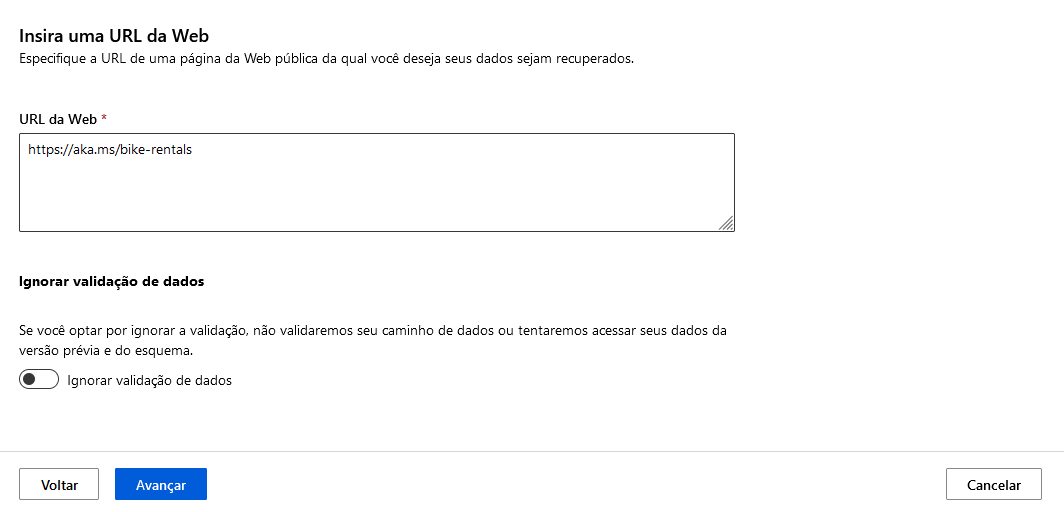 Insira uma URL da Web
Especifique a URL de uma página da Web pública da qual você deseja seus dados sejam recuperados.
URL da Web *
https://aka.ms/bike-rentals
Ignorar validação de dados
Se você optar por ignorar a validação, não validaremos seu caminho de dados ou tentaremos acessar seus dados da
versão prévia e do esquema.
Ignorar validação de dados
Voltar
Avançar
Cancelar